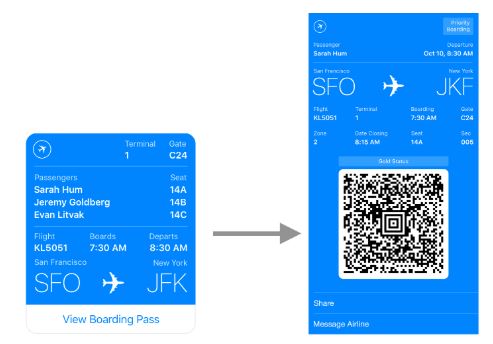 Terminal Gate
1 C24
Passengers Seat
Sarah Hum 14A
Jeremy Goldberg 14B
Evan Litvak 14C
Flight Boards Departs
KL5051 7:30 AM 8:30 AM
San Francisco New York
SFO JFK
View Boarding Pass
Priority
Boarding
Passenger Departure
Sarah Hum Oct 10, 8:30 AM
San Francisco New York
SFO JKF
Flight Terminal Boarding Gate
KL5051 1 7:30 AM C24
Zone Date Closing Seat Sec
2 8:15 AM 14A 006
Gold Status
Share
Message Airline